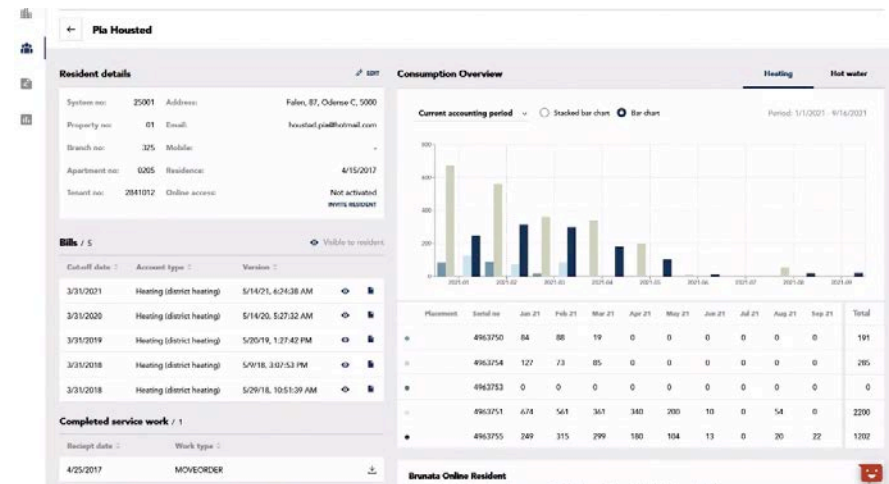 Pia Housted
Resident details
EDIT
System no: 25001 Address: Falen, 87, Odense C, 5000
Property no: 01 Email: houstad.pia@hotmail.com
Branch no: 325 Mobile: -
Apartment no: 0205 Residence: 4/15/2017
Tenant no: 2841012 Online access: Not activated
INVITE RESIDENT
Bills / 5
Visible to resident
Cut-off date Account type Version
3/31/2021 Heating (district heating) 5/14/21, 6:24:38 AM
3/31/2020 Heating (district heating) 5/14/20, 5:27:32 AM
3/31/2019 Heating (district heating) 5/20/19, 1:27:42 PM
3/31/2018 Heating (district heating) 5/9/18, 3:07:53 PM
3/31/2018 Heating (district heating) 5/29/18, 10:51:39 AM
Completed service work / 1
Reciept date Work type
4/25/2017 MOVEORDER
Consumption Overview
Heating Hot water
Current accounting period Stacked bar chart Bar chart Period: 1/1/2021 - 9/16/2021
800
600
400
200
0
2021-01 2021-02 2021-03 2021-04 2021-05 2021-06 2021-07 2021-08 2021-09
Placement Serial no Jan 21 Feb 21 Mar 21 Apr 21 May 21 Jun 21 Jul 21 Aug 21 Sep 21 Total
4963750 84 88 19 0 0 0 0 0 0 191
4963754 127 73 85 0 0 0 0 0 0 285
4963753 0 0 0 0 0 0 0 0 0 0
4963751 674 561 361 340 200 10 0 54 0 2200
4963755 249 315 299 180 104 13 0 20 22 1202
Brunata Online Resident